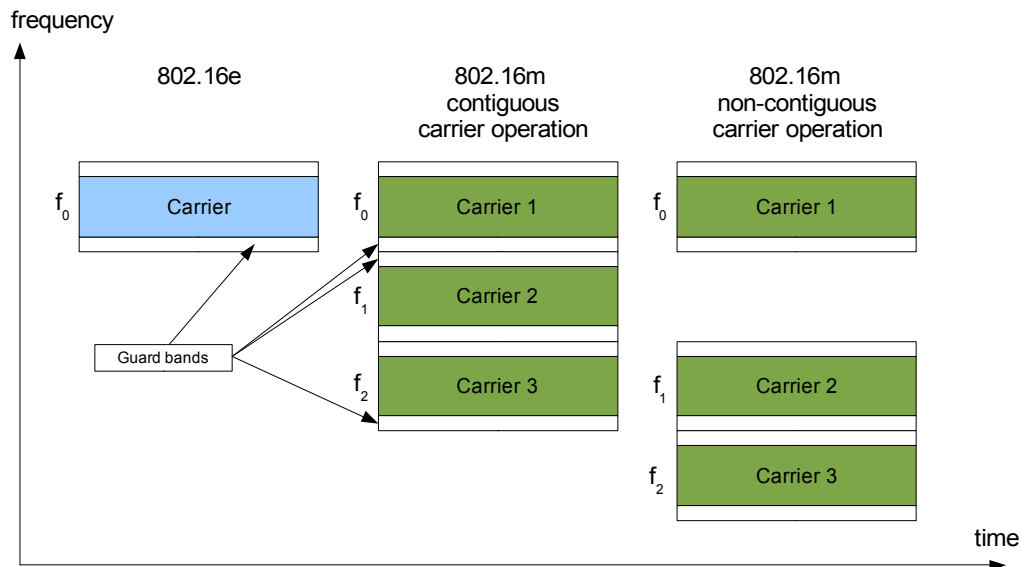 frequency
802.16e
802.16m
contiguous
carrier operation
802.16m
non-contiguous
carrier operation
f0
Carrier
f0
Carrier 1
f0
Carrier 1
f1
Carrier 2
Guard bands
f2
Carrier 3
f1
Carrier 2
f2
Carrier 3
time